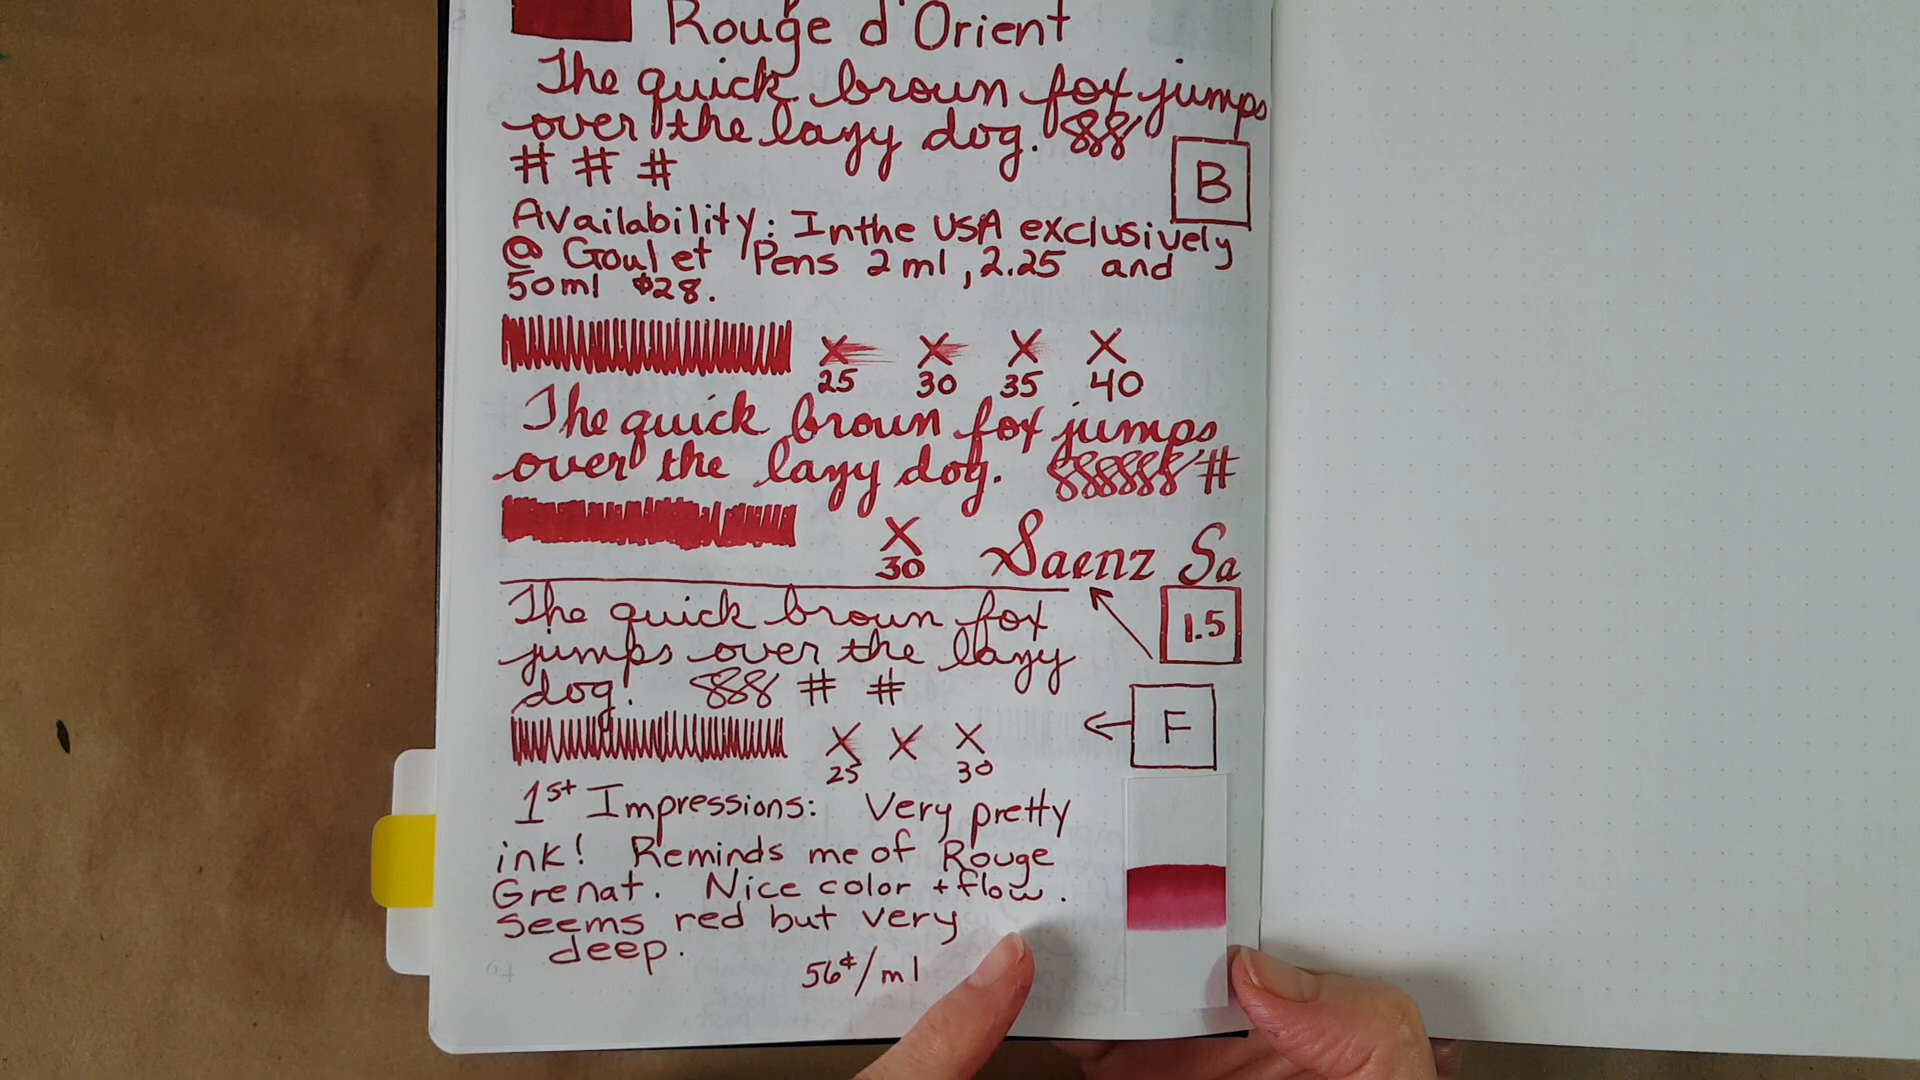 Rouge d'Orient
The quick brown fox jumps
over the lazy dog. 888
# # #
B
Availability: In the USA exclusively
@ Goulet Pens 2ml, 2.25 and
50ml $28.
X X X X
25 30 35 40
The quick brown fox jumps
over the lazy dog. 888888 #
X
30
Saenz Sa
1.5
The quick brown fox
jumps over the lazy
dog. 888 # #
F
X X X
25 30
1st Impressions: Very pretty
ink! Reminds me of Rouge
Grenat. Nice color + flow.
Seems red but very
deep.
56¢/ml
64